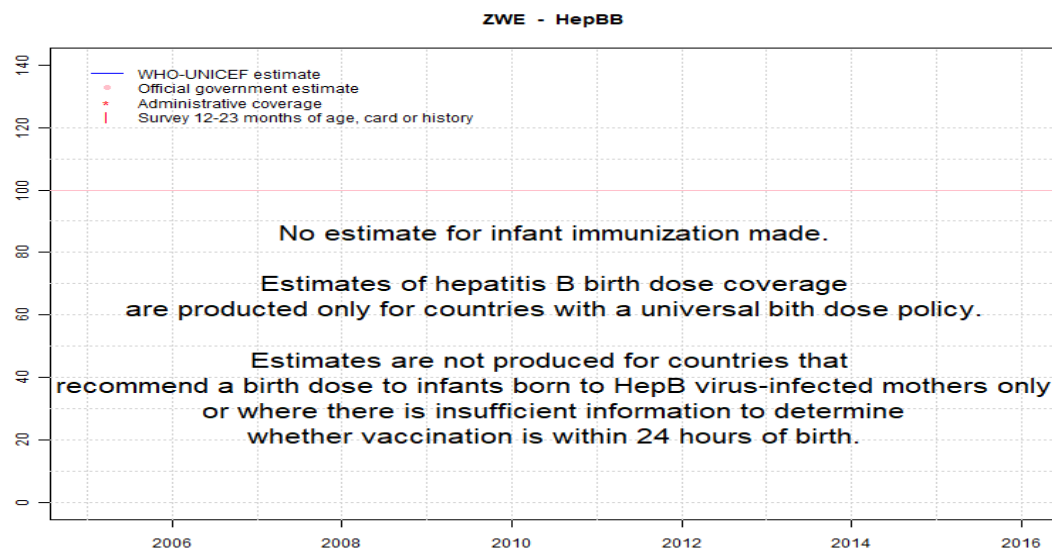 ZWE - HepBB
WHO-UNICEF estimate
Official government estimate
Administrative coverage
Survey 12-23 months of age, card or history
140
120
100
80
60
40
20
0
No estimate for infant immunization made.
Estimates of hepatitis B birth dose coverage
are producted only for countries with a universal bith dose policy.
Estimates are not produced for countries that
recommend a birth dose to infants born to HepB virus-infected mothers only
or where there is insufficient information to determine
whether vaccination is within 24 hours of birth.
2006 2008 2010 2012 2014 2016